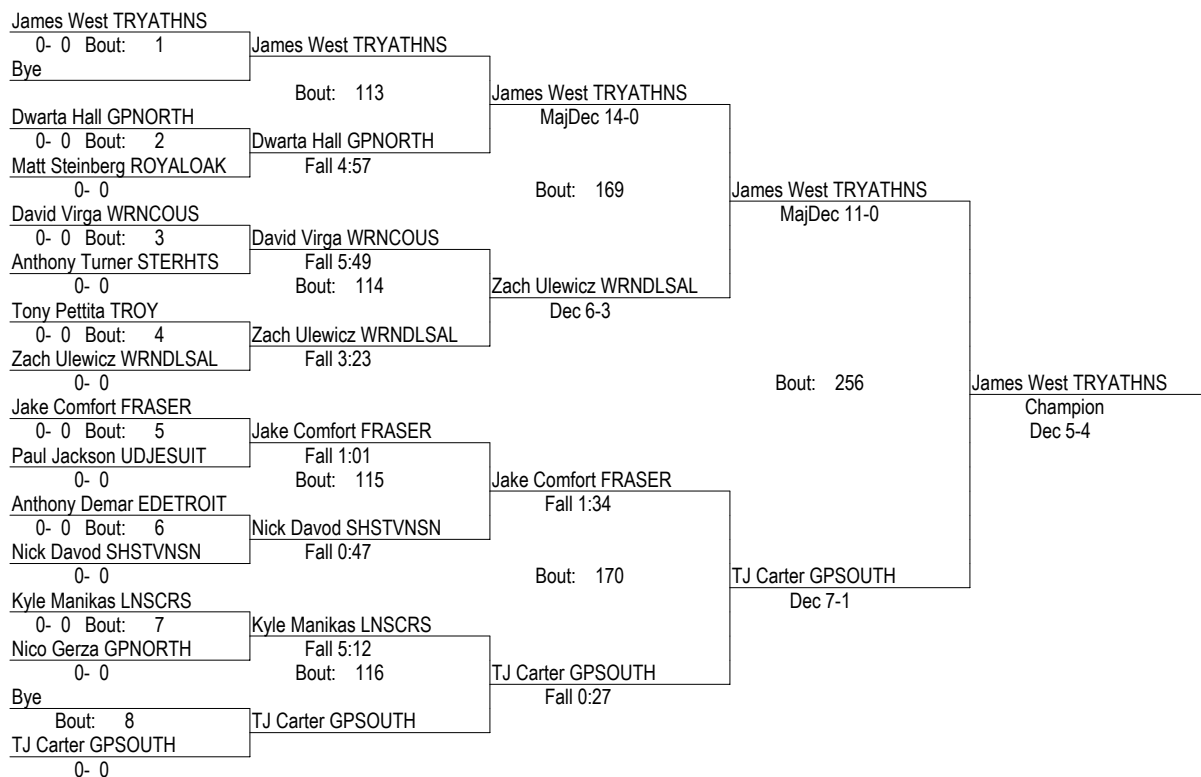 James West TRYATHNS
0- 0 Bout: 1
James West TRYATHNS
Bye
Bout: 113
James West TRYATHNS
Dwarta Hall GPNORTH
MajDec 14-0
0- 0 Bout: 2
Dwarta Hall GPNORTH
Matt Steinberg ROYALOAK
Fall 4:57
0- 0
Bout: 169
James West TRYATHNS
David Virga WRNCOUS
MajDec 11-0
0- 0 Bout: 3
David Virga WRNCOUS
Anthony Turner STERHTS
Fall 5:49
0- 0
Bout: 114
Zach Ulewicz WRNDLSAL
Tony Pettita TROY
Dec 6-3
0- 0 Bout: 4
Zach Ulewicz WRNDLSAL
Zach Ulewicz WRNDLSAL
Fall 3:23
0- 0
Bout: 256
James West TRYATHNS
Jake Comfort FRASER
Champion
0- 0 Bout: 5
Jake Comfort FRASER
Dec 5-4
Paul Jackson UDJESUIT
Fall 1:01
0- 0
Bout: 115
Jake Comfort FRASER
Anthony Demar EDETROIT
Fall 1:34
0- 0 Bout: 6
Nick Davod SHSTVNSN
Nick Davod SHSTVNSN
Fall 0:47
0- 0
Bout: 170
TJ Carter GPSOUTH
Kyle Manikas LNSCRS
Dec 7-1
0- 0 Bout: 7
Kyle Manikas LNSCRS
Nico Gerza GPNORTH
Fall 5:12
0- 0
Bout: 116
TJ Carter GPSOUTH
Bye
Fall 0:27
Bout: 8
TJ Carter GPSOUTH
TJ Carter GPSOUTH
0- 0